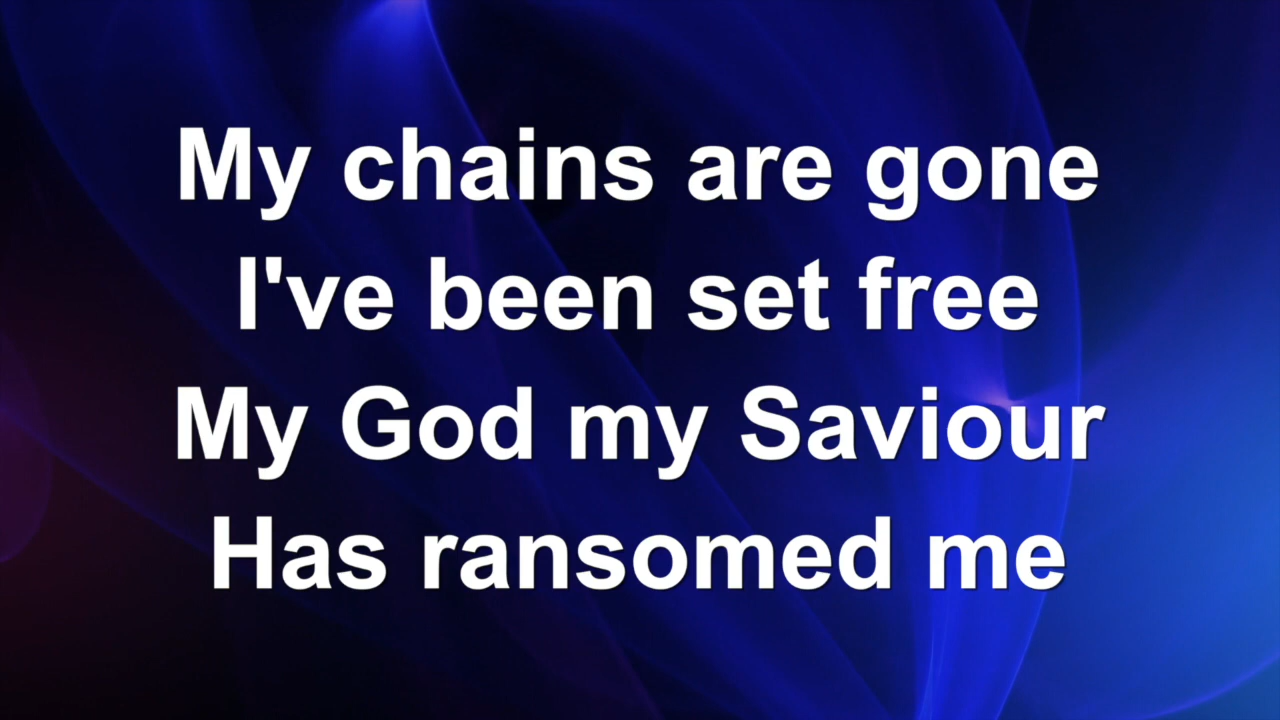 My chains are gone
I've been set free
My God my Saviour
Has ransomed me